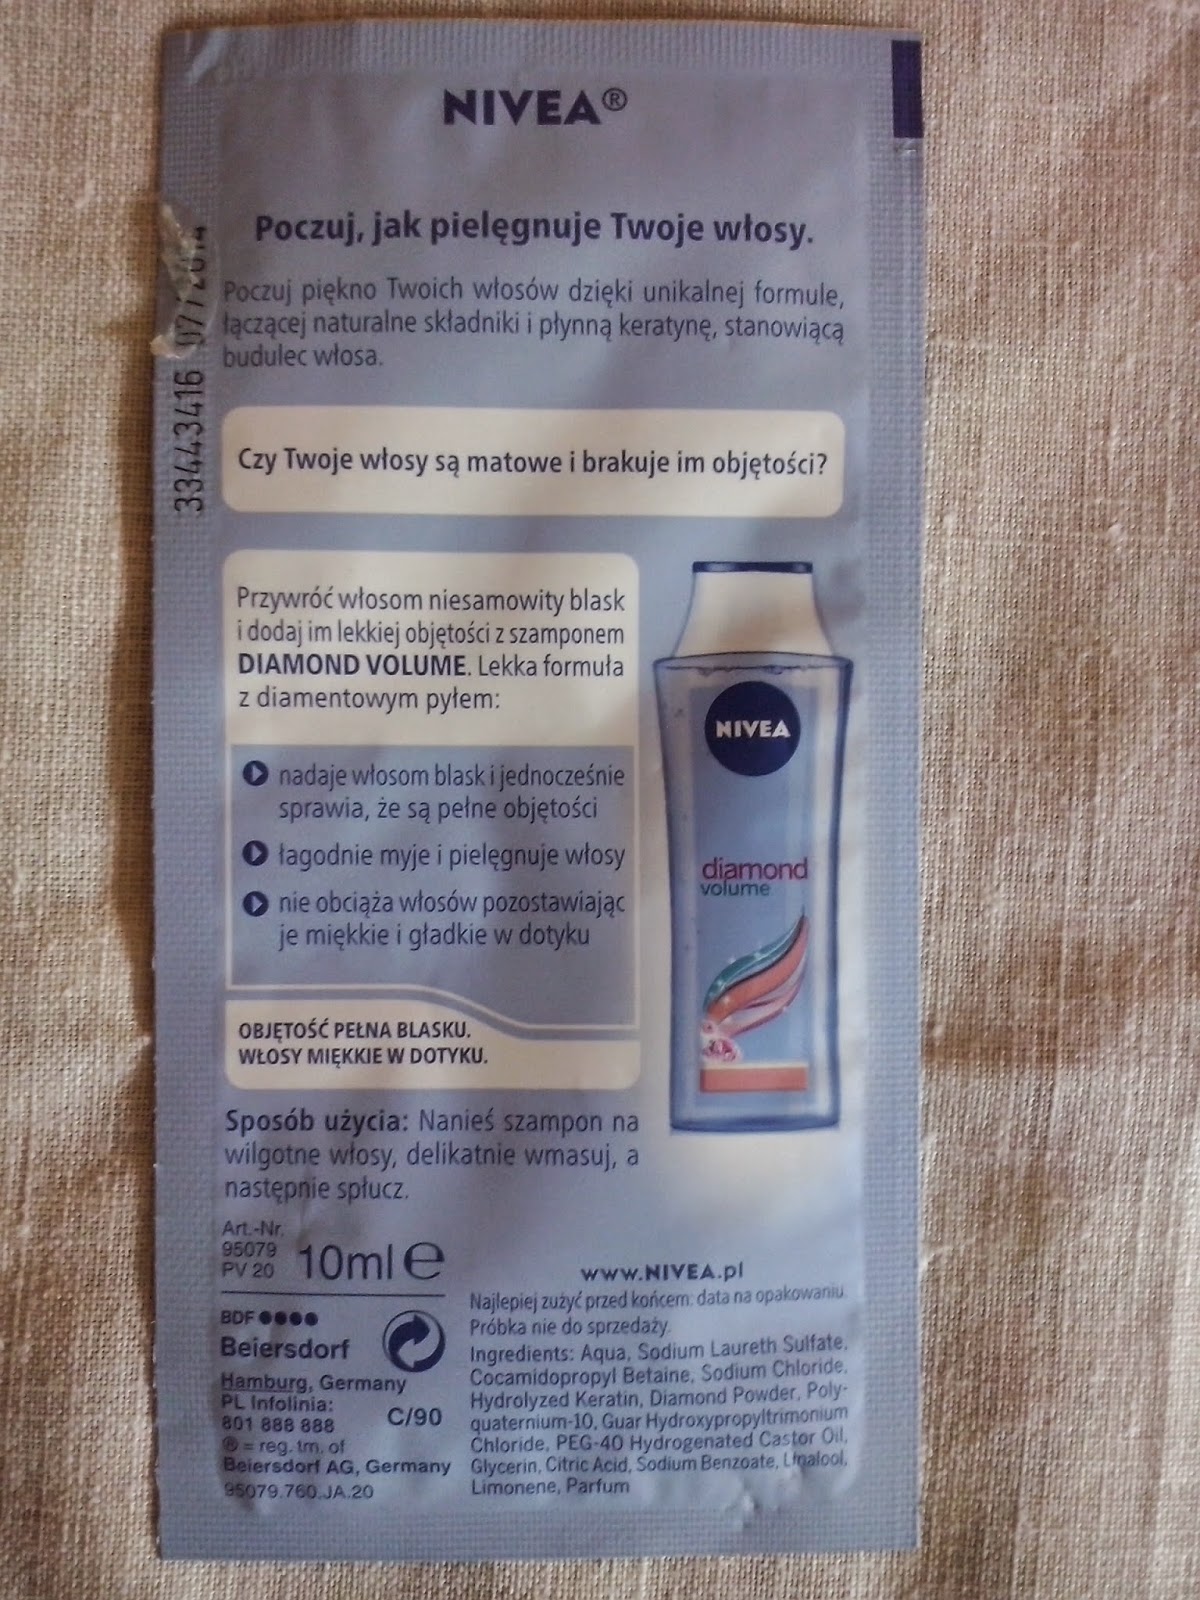 NIVEA®
Poczuj, jak pielęgnuje Twoje włosy.
Poczuj piękno Twoich włosów dzięki unikalnej formule,
łączącej naturalne składniki i płynną keratynę, stanowiącą
budulec włosa.
33443416 07/2014
Czy Twoje włosy są matowe i brakuje im objętości?
Przywróć włosom niesamowity blask
i dodaj im lekkiej objętości z szamponem
DIAMOND VOLUME. Lekka formuła
z diamentowym pyłem:
nadaje włosom blask i jednocześnie
sprawia, że są pełne objętości
łagodnie myje i pielęgnuje włosy
nie obciąża włosów pozostawiając
je miękkie i gładkie w dotyku
OBJĘTOŚĆ PEŁNA BLASKU.
WŁOSY MIĘKKIE W DOTYKU.
NIVEA
diamond
volume
Sposób użycia: Nanieś szampon na
wilgotne włosy, delikatnie wmasuj, a
następnie spłucz.
Art.-Nr.
95079
PV 20
10ml e
BDF●●●●
Beiersdorf
Hamburg, Germany
PL Infolinia:
801 888 888
C/90
® = reg. tm. of
Beiersdorf AG, Germany
95079.760.JA.20
www.NIVEA.pl
Najlepiej zużyć przed końcem: data na opakowaniu.
Próbka nie do sprzedaży.
Ingredients: Aqua, Sodium Laureth Sulfate,
Cocamidopropyl Betaine, Sodium Chloride,
Hydrolyzed Keratin, Diamond Powder, Poly-
quaternium-10, Guar Hydroxypropyltrimonium
Chloride, PEG-40 Hydrogenated Castor Oil,
Glycerin, Citric Acid, Sodium Benzoate, Linalool,
Limonene, Parfum